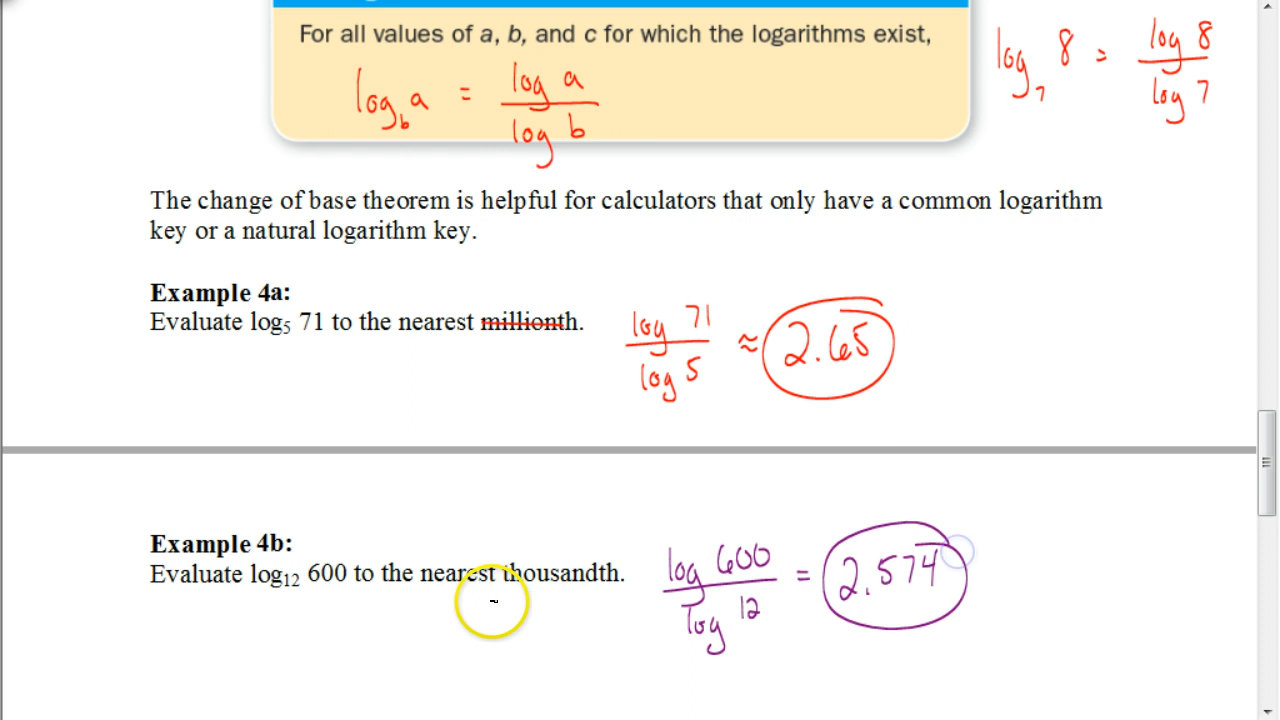 For all values of a, b, and c for which the logarithms exist,
log_b a = log a / log b
log_7 8 = log 8 / log 7
The change of base theorem is helpful for calculators that only have a common logarithm
key or a natural logarithm key.
Example 4a:
Evaluate log₅ 71 to the nearest millionth.
log 71 / log 5 ≈ 2.65
Example 4b:
Evaluate log₁₂ 600 to the nearest thousandth.
log 600 / log 12 = 2.574